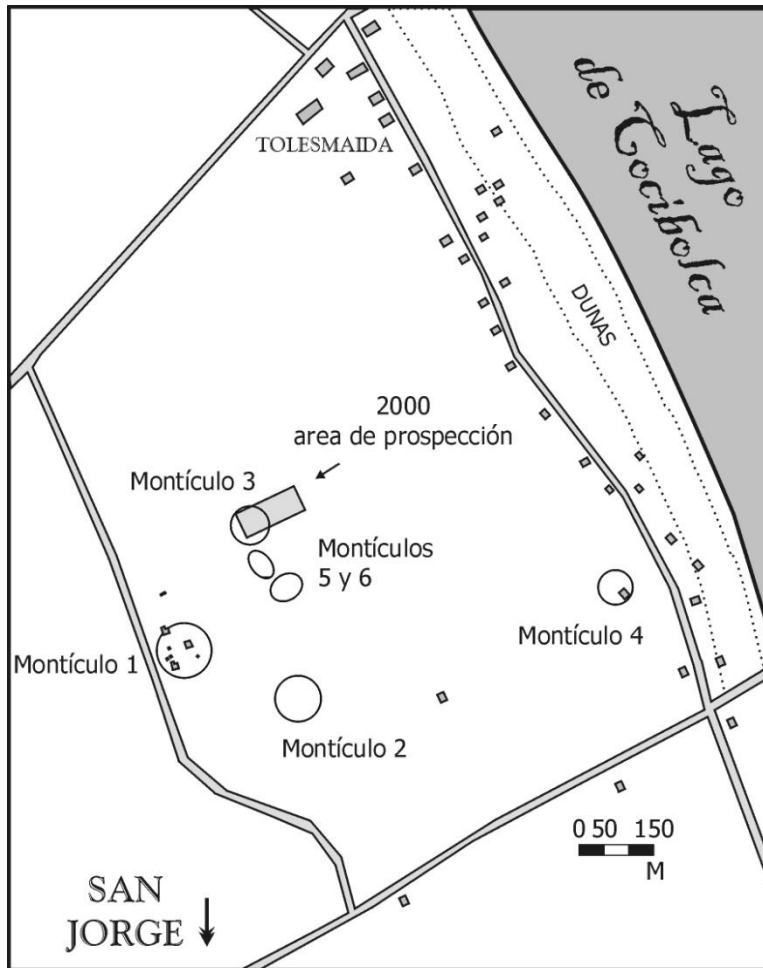 Lago
de Cocibolca
TOLESMAIDA
DUNAS
2000
area de prospección
Montículo 3
Montículos
5 y 6
Montículo 4
Montículo 1
Montículo 2
0 50 150
M
SAN
JORGE